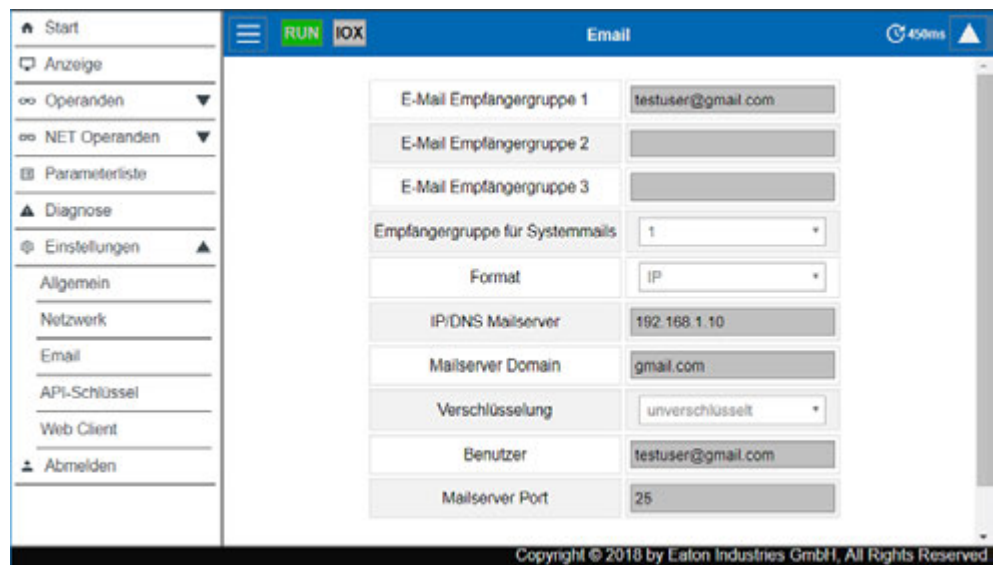 Start
Anzeige
Operanden
NET Operanden
Parameterliste
Diagnose
Einstellungen
Allgemein
Netzwerk
Email
API-Schlüssel
Web Client
Abmelden
RUN IOX Email 450ms
E-Mail Empfängergruppe 1 testuser@gmail.com
E-Mail Empfängergruppe 2
E-Mail Empfängergruppe 3
Empfängergruppe für Systemmails 1
Format IP
IP/DNS Mailserver 192.168.1.10
Mailserver Domain gmail.com
Verschlüsselung unverschlüsselt
Benutzer testuser@gmail.com
Mailserver Port 25
Copyright © 2018 by Eaton Industries GmbH, All Rights Reserved